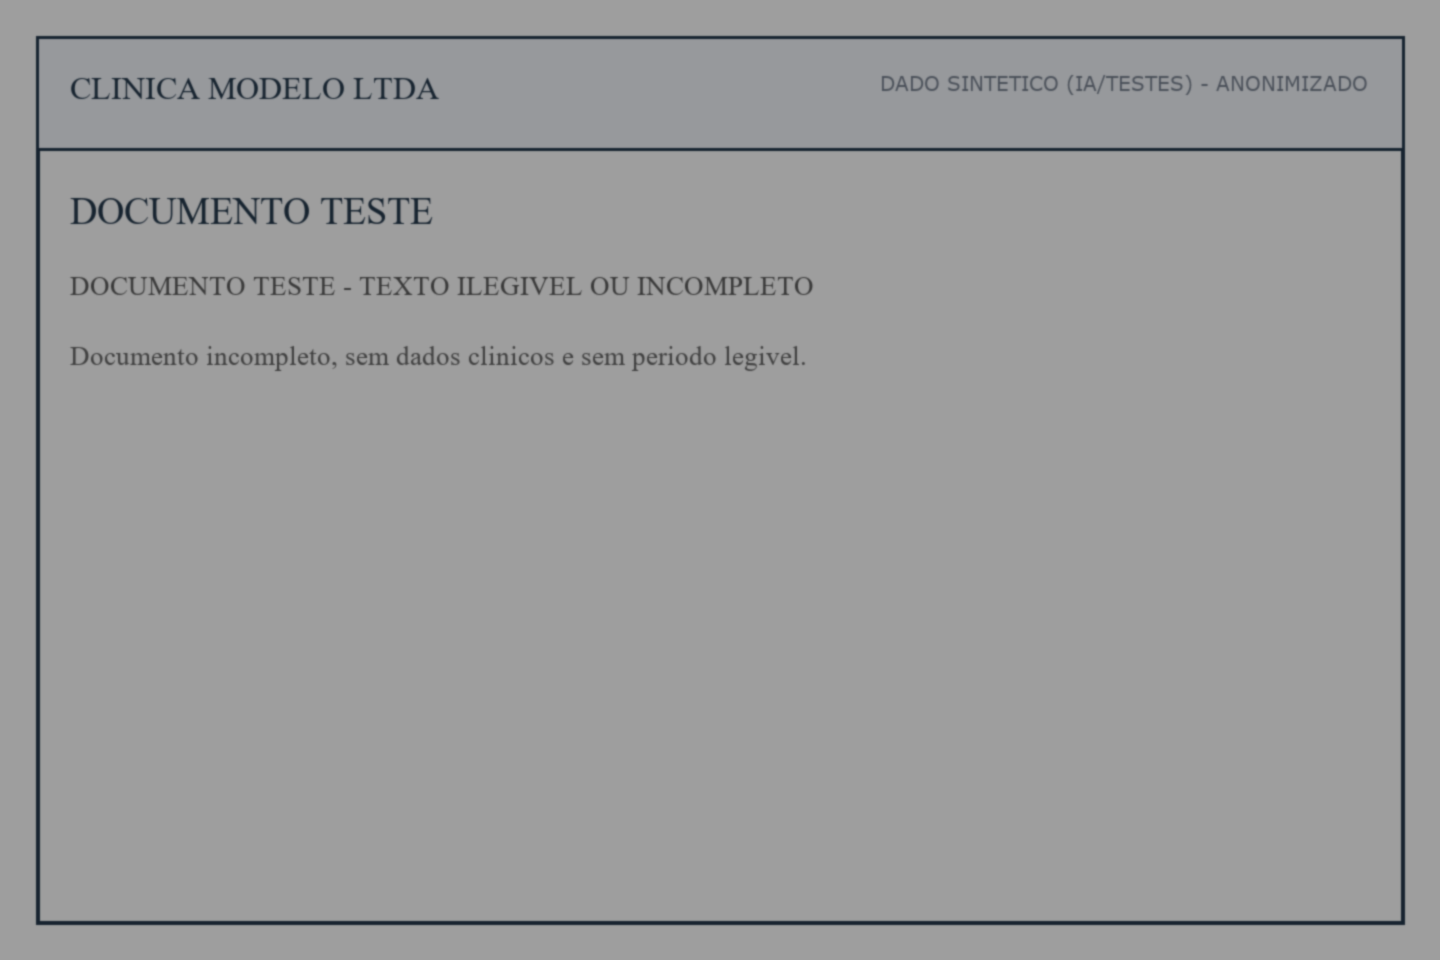 CLINICA MODELO LTDA
DADO SINTETICO (IA/TESTES) - ANONIMIZADO
DOCUMENTO TESTE
DOCUMENTO TESTE - TEXTO ILEGIVEL OU INCOMPLETO
Documento incompleto, sem dados clinicos e sem periodo legivel.